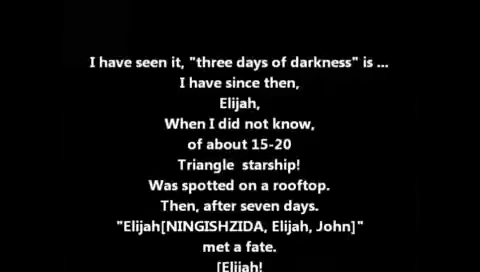 I have seen it, "three days of darkness" is ...
I have since then,
Elijah,
When I did not know,
of about 15-20
Triangle  starship!
Was spotted on a rooftop.
Then, after seven days.
"Elijah[NINGISHZIDA, Elijah, John]"
met a fate.
[Elijah!